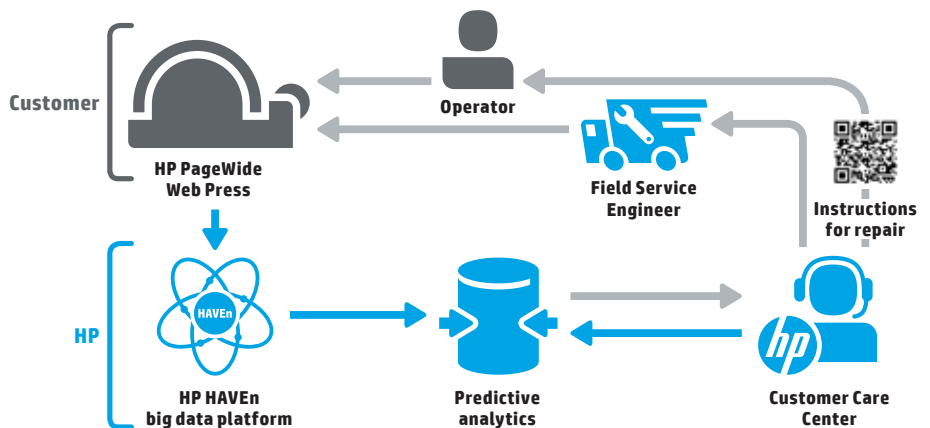 Customer
Operator
HP PageWide
Web Press
Field Service
Engineer
Instructions
for repair
HP
HAVEn
hp
HP HAVEn
big data platform
Predictive
analytics
Customer Care
Center